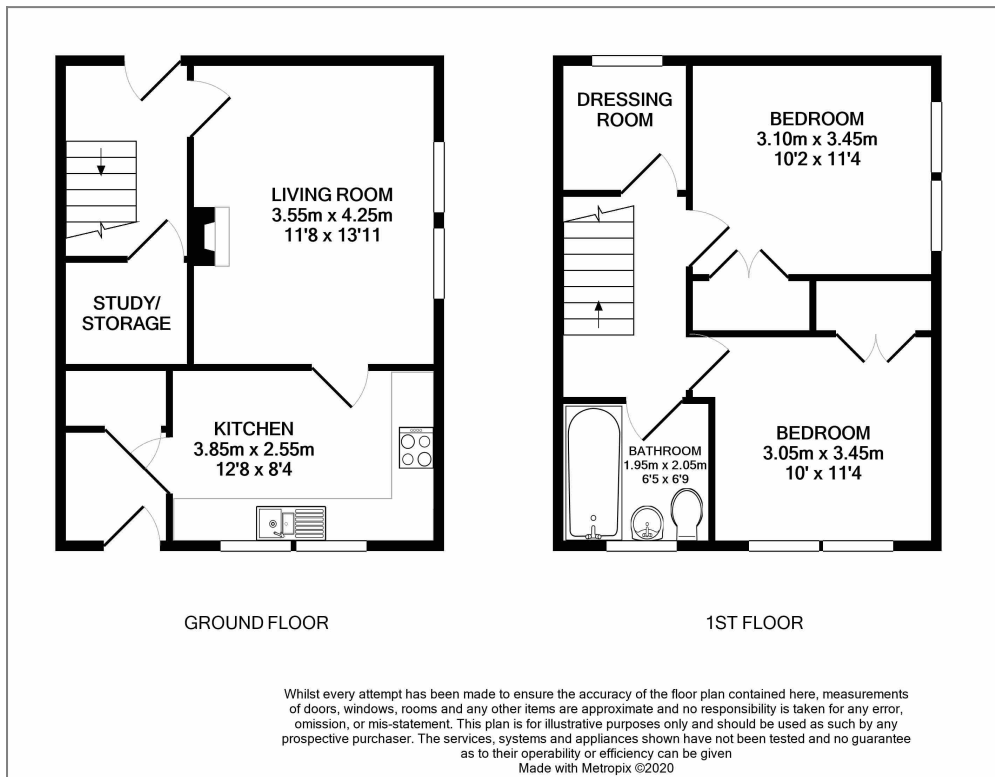 LIVING ROOM
3.55m x 4.25m
11'8 x 13'11
STUDY/
STORAGE
KITCHEN
3.85m x 2.55m
12'8 x 8'4
GROUND FLOOR
DRESSING
ROOM
BEDROOM
3.10m x 3.45m
10'2 x 11'4
BATHROOM
1.95m x 2.05m
6'5 x 6'9
BEDROOM
3.05m x 3.45m
10' x 11'4
1ST FLOOR
Whilst every attempt has been made to ensure the accuracy of the floor plan contained here, measurements
of doors, windows, rooms and any other items are approximate and no responsibility is taken for any error,
omission, or mis-statement. This plan is for illustrative purposes only and should be used as such by any
prospective purchaser. The services, systems and appliances shown have not been tested and no guarantee
as to their operability or efficiency can be given
Made with Metropix ©2020